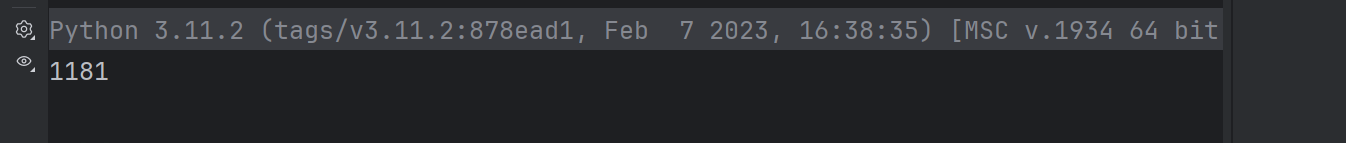 Python 3.11.2 (tags/v3.11.2:878ead1, Feb  7 2023, 16:38:35) [MSC v.1934 64 bit
1181